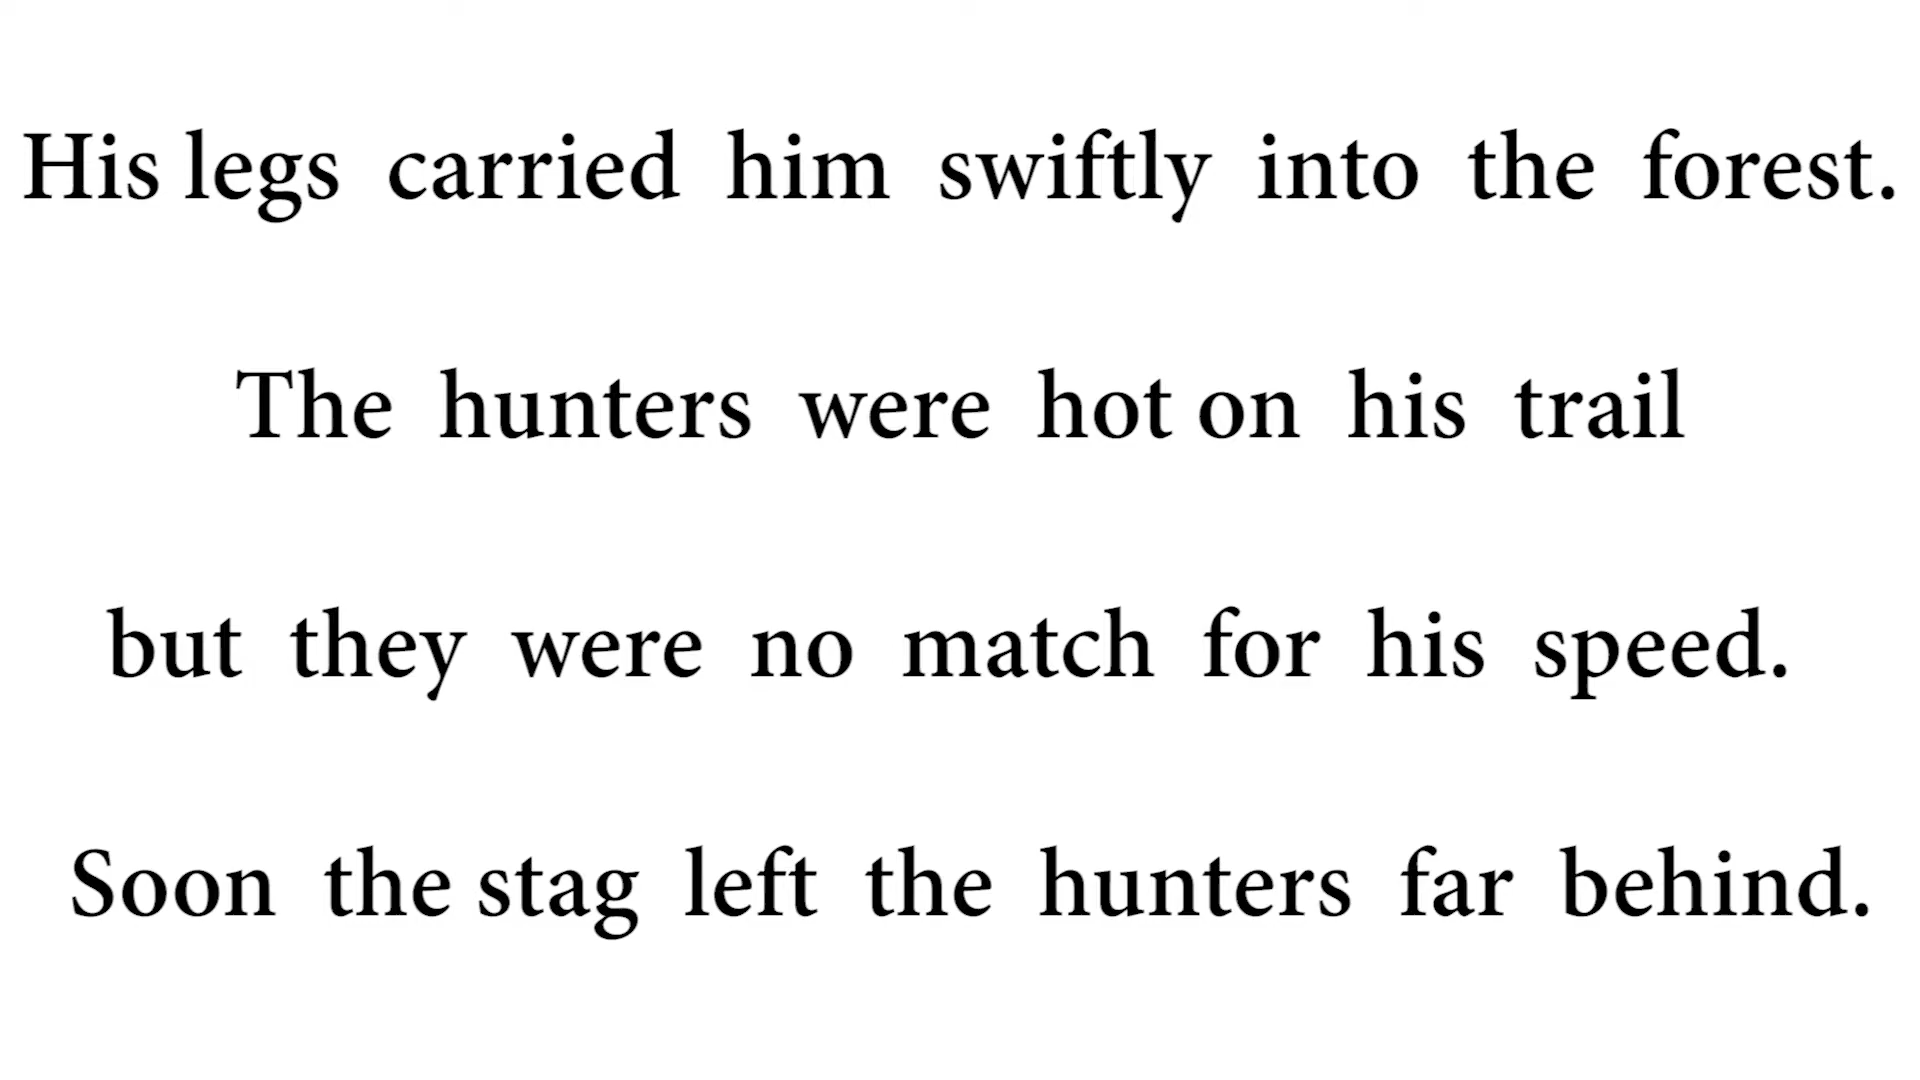 His legs carried him swiftly into the forest.
The hunters were hot on his trail
but they were no match for his speed.
Soon the stag left the hunters far behind.